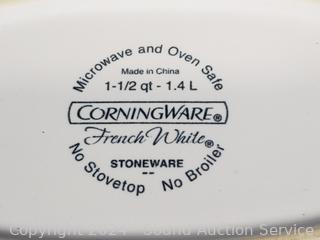 Microwave and Oven Safe
Made in China
1-1/2 qt - 1.4 L
CORNINGWARE®
French White®
STONEWARE
--
No Stovetop No Broiler
Copyright © 2024 - Sound Auction Service